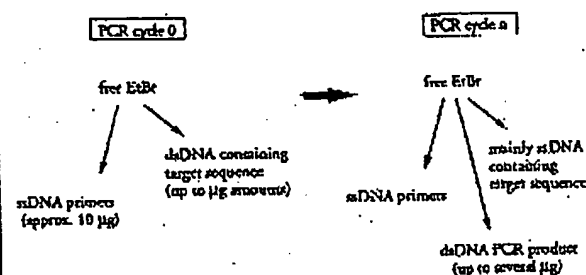 PCR cycle 0
free EtBr
dsDNA containing
target sequence
(up to µg amounts)
ssDNA primers
(approx. 10 µg)
PCR cycle n
free EtBr
mainly ssDNA
containing
target sequence
ssDNA primers
dsDNA PCR product
(up to several µg)